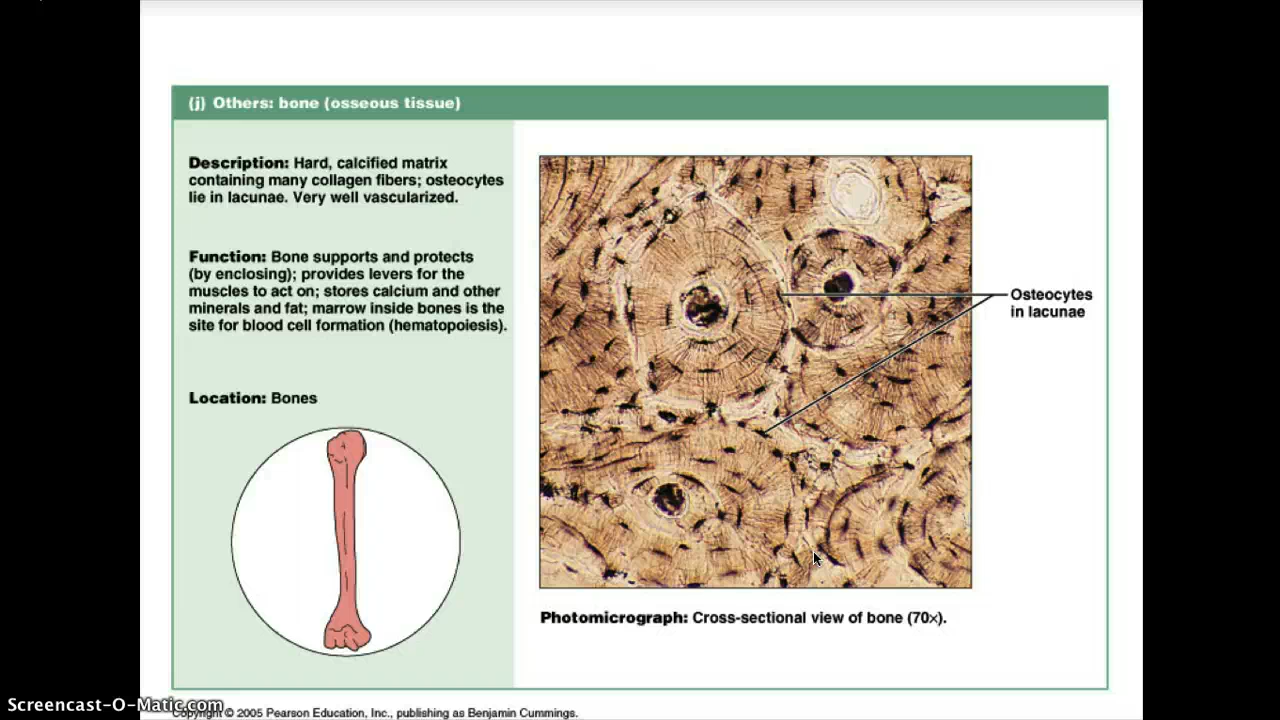 (j) Others: bone (osseous tissue)
Description: Hard, calcified matrix
containing many collagen fibers; osteocytes
lie in lacunae. Very well vascularized.
Function: Bone supports and protects
(by enclosing); provides levers for the
muscles to act on; stores calcium and other
minerals and fat; marrow inside bones is the
site for blood cell formation (hematopoiesis).
Location: Bones
Osteocytes
in lacunae
Photomicrograph: Cross-sectional view of bone (70×).
Screencast-O-Matic.com
Copyright © 2005 Pearson Education, Inc., publishing as Benjamin Cummings.